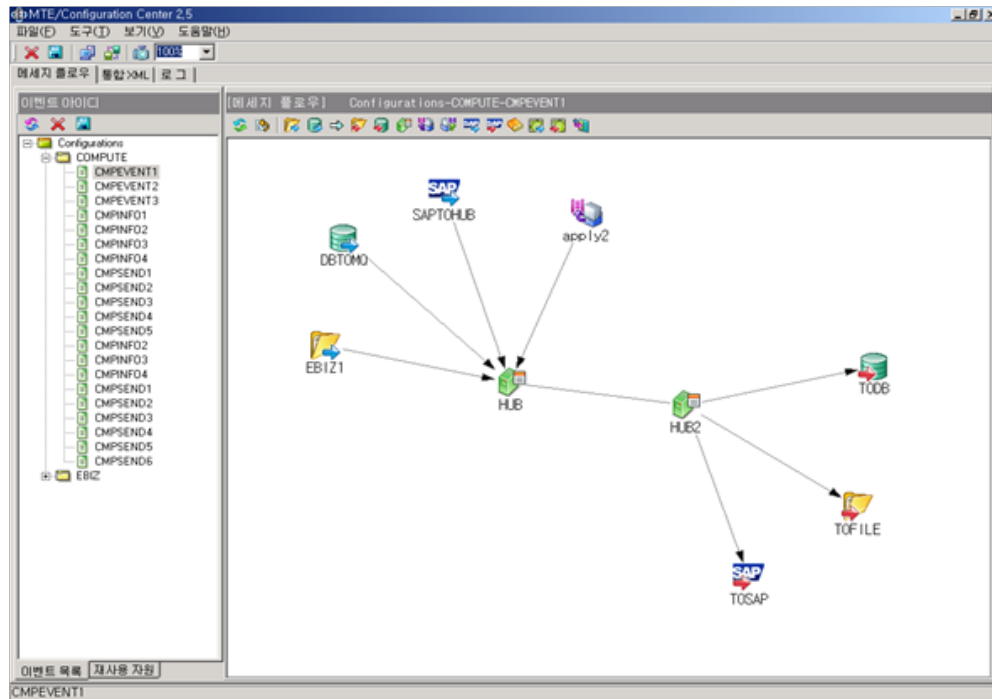 MTE/Configuration Center 2,5
파일(F) 도구(T) 보기(V) 도움말(H)
100%
메세지 플로우 통합XML 로 그
이벤트 아이디
[메세지 플로우] Configurations-COMPUTE-CMPEVENT1
Configurations
COMPUTE
CMPEVENT1
CMPEVENT2
CMPEVENT3
CMPINFO1
CMPINFO2
CMPINFO3
CMPINFO4
CMPSEND1
CMPSEND2
CMPSEND3
CMPSEND4
CMPSEND5
CMPINFO2
CMPINFO3
CMPINFO4
CMPSEND1
CMPSEND2
CMPSEND3
CMPSEND4
CMPSEND5
CMPSEND6
EBIZ
SAP
SAPTOHUB
apply2
DBTOMQ
EBIZ1
HUB
HUB2
TODB
TOFILE
SAP
TOSAP
이벤트 목록 재사용 자원
CMPEVENT1